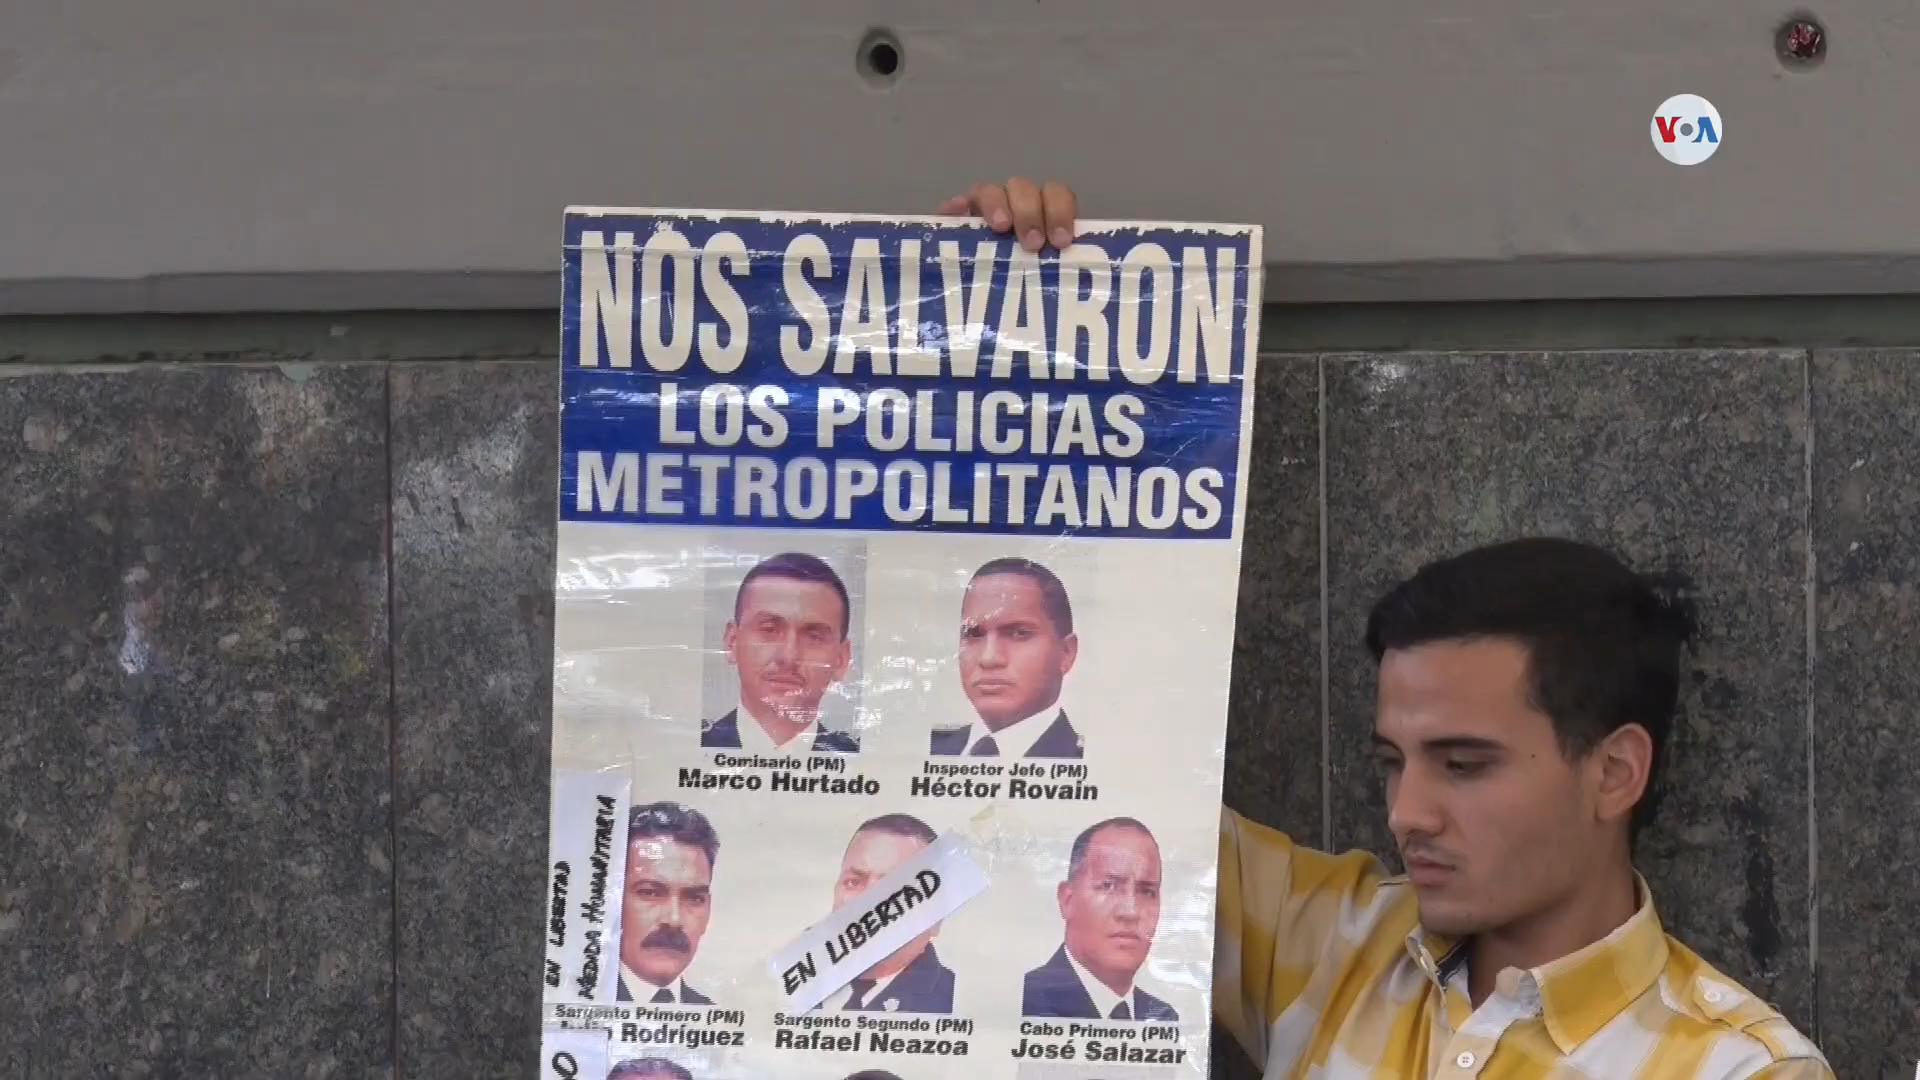 VOA
NOS SALVARON
LOS POLICIAS
METROPOLITANOS
Comisario (PM)
Marco Hurtado
Inspector Jefe (PM)
Héctor Rovain
EN LIBERTAD
MEDIDA HUMANITARIA
EN LIBERTAD
Sargento Primero (PM)
Rodríguez
Sargento Segundo (PM)
Rafael Neazoa
Cabo Primero (PM)
José Salazar